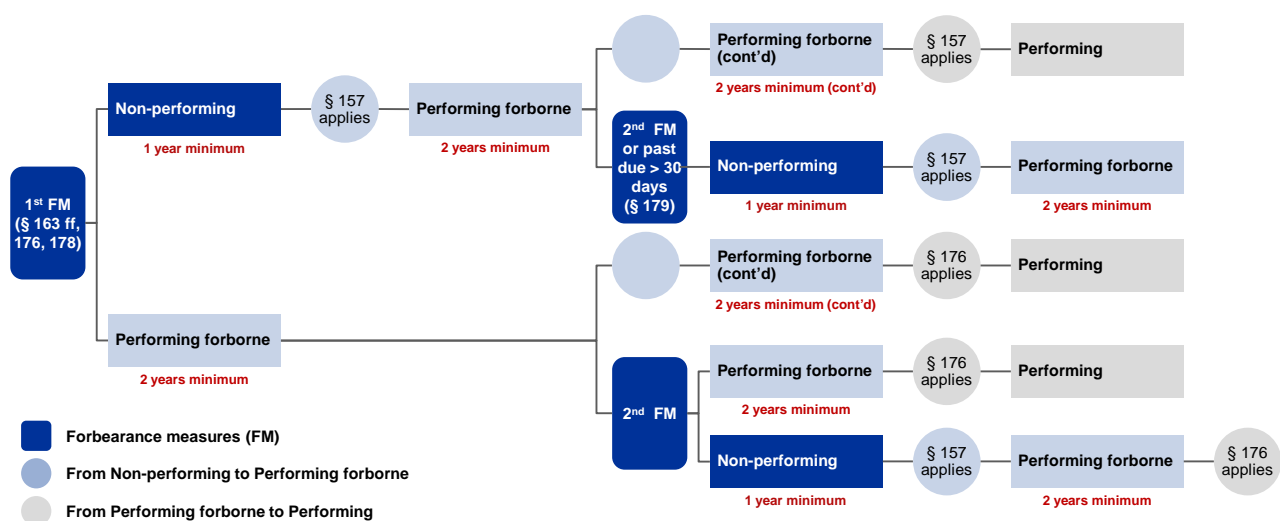 1st FM
(§ 163 ff,
176, 178)
Non-performing
1 year minimum
§ 157
applies
Performing forborne
2 years minimum
Performing forborne
(cont’d)
2 years minimum (cont’d)
§ 157
applies
Performing
2nd FM
or past
due > 30
days
(§ 179)
Non-performing
1 year minimum
§ 157
applies
Performing forborne
2 years minimum
Performing forborne
2 years minimum
Performing forborne
(cont’d)
2 years minimum (cont’d)
§ 176
applies
Performing
2nd FM
Performing forborne
2 years minimum
§ 176
applies
Performing
Non-performing
1 year minimum
§ 157
applies
Performing forborne
2 years minimum
§ 176
applies
Forbearance measures (FM)
From Non-performing to Performing forborne
From Performing forborne to Performing